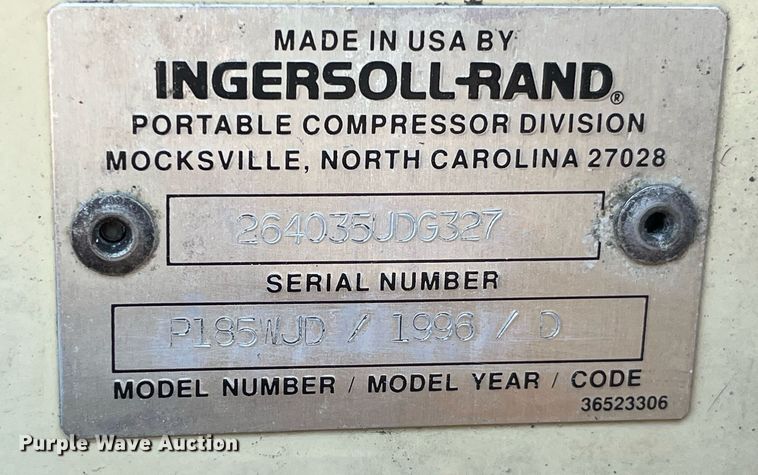 MADE IN USA BY
INGERSOLL-RAND®
PORTABLE COMPRESSOR DIVISION
MOCKSVILLE, NORTH CAROLINA 27028
264035UDG327
SERIAL NUMBER
P185WJD / 1996 / D
MODEL NUMBER / MODEL YEAR / CODE
36523306
Purple Wave Auction